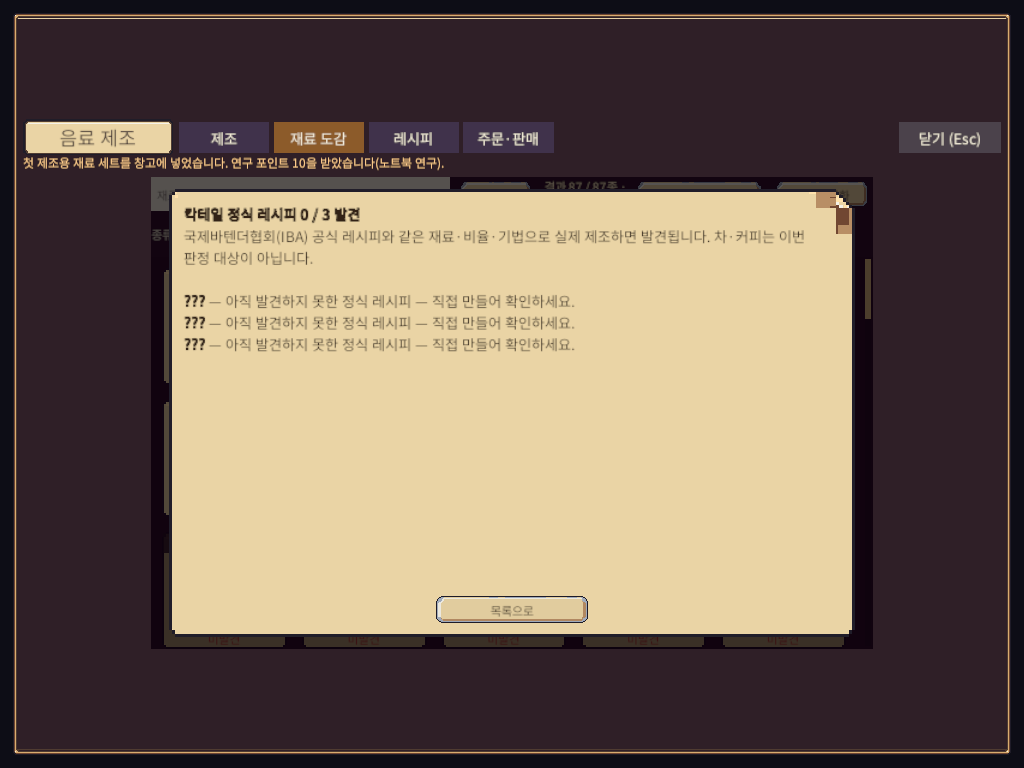 음료 제조
제조
재료 도감
레시피
주문·판매
닫기 (Esc)
첫 제조용 재료 세트를 창고에 넣었습니다. 연구 포인트 10을 받았습니다(노트북 연구).
결과 87 / 87종 ·
칵테일 정식 레시피 0 / 3 발견
국제바텐더협회(IBA) 공식 레시피와 같은 재료·비율·기법으로 실제 제조하면 발견됩니다. 차·커피는 이번
판정 대상이 아닙니다.
??? — 아직 발견하지 못한 정식 레시피 — 직접 만들어 확인하세요.
??? — 아직 발견하지 못한 정식 레시피 — 직접 만들어 확인하세요.
??? — 아직 발견하지 못한 정식 레시피 — 직접 만들어 확인하세요.
목록으로